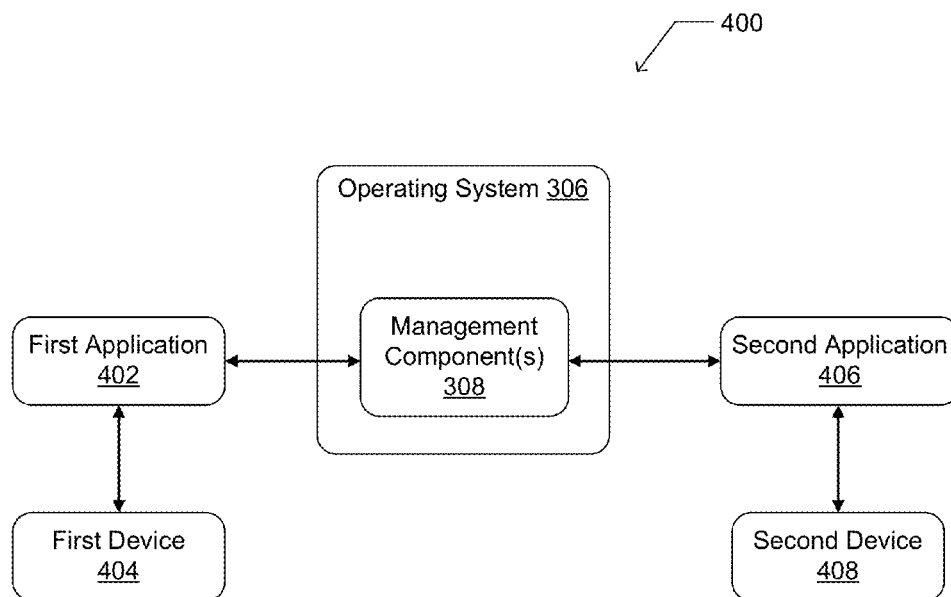 400
Operating System 306
Management
Component(s)
308
First Application
402
Second Application
406
First Device
404
Second Device
408